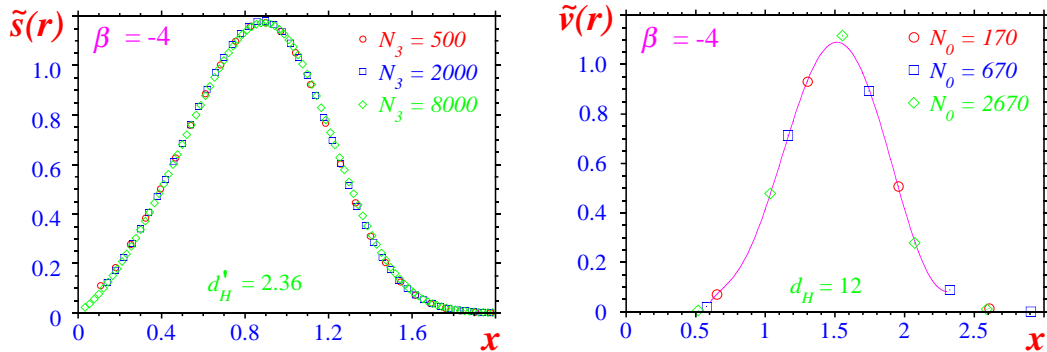 s̃(r)
β = -4
N₃ = 500
N₃ = 2000
N₃ = 8000
1.0
0.8
0.6
0.4
0.2
0
d'_H = 2.36
0 0.4 0.8 1.2 1.6
x
ṽ(r)
β = -4
N₀ = 170
N₀ = 670
N₀ = 2670
1.0
0.8
0.6
0.4
0.2
0
d_H = 12
0 0.5 1 1.5 2 2.5
x